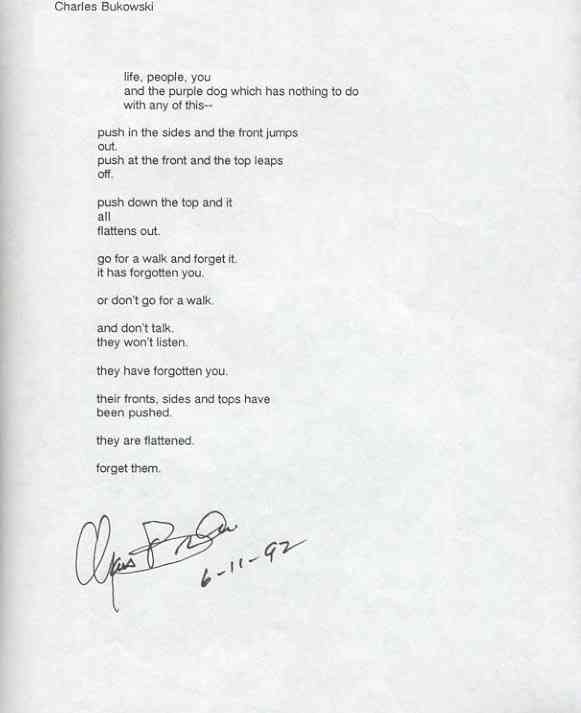 Charles Bukowski
life, people, you
and the purple dog which has nothing to do
with any of this--
push in the sides and the front jumps
out.
push at the front and the top leaps
off.
push down the top and it
all
flattens out.
go for a walk and forget it.
it has forgotten you.
or don't go for a walk.
and don't talk.
they won't listen.
they have forgotten you.
their fronts, sides and tops have
been pushed.
they are flattened.
forget them.
6-11-92